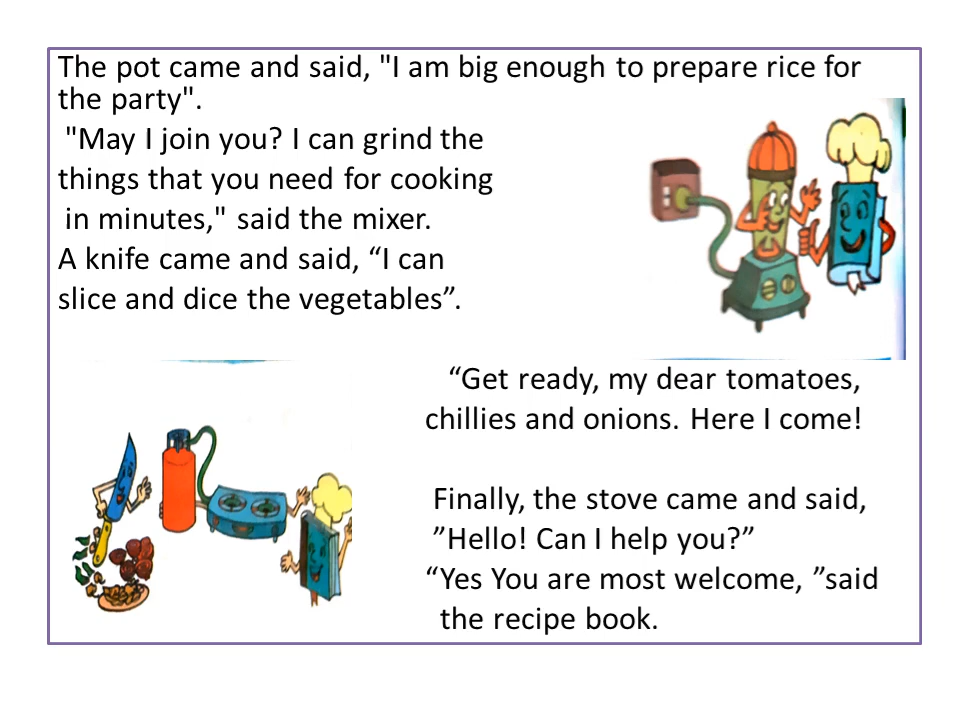 The pot came and said, "I am big enough to prepare rice for
the party".
"May I join you? I can grind the
things that you need for cooking
in minutes," said the mixer.
A knife came and said, “I can
slice and dice the vegetables”.
“Get ready, my dear tomatoes,
chillies and onions. Here I come!
Finally, the stove came and said,
”Hello! Can I help you?”
“Yes You are most welcome, ”said
the recipe book.